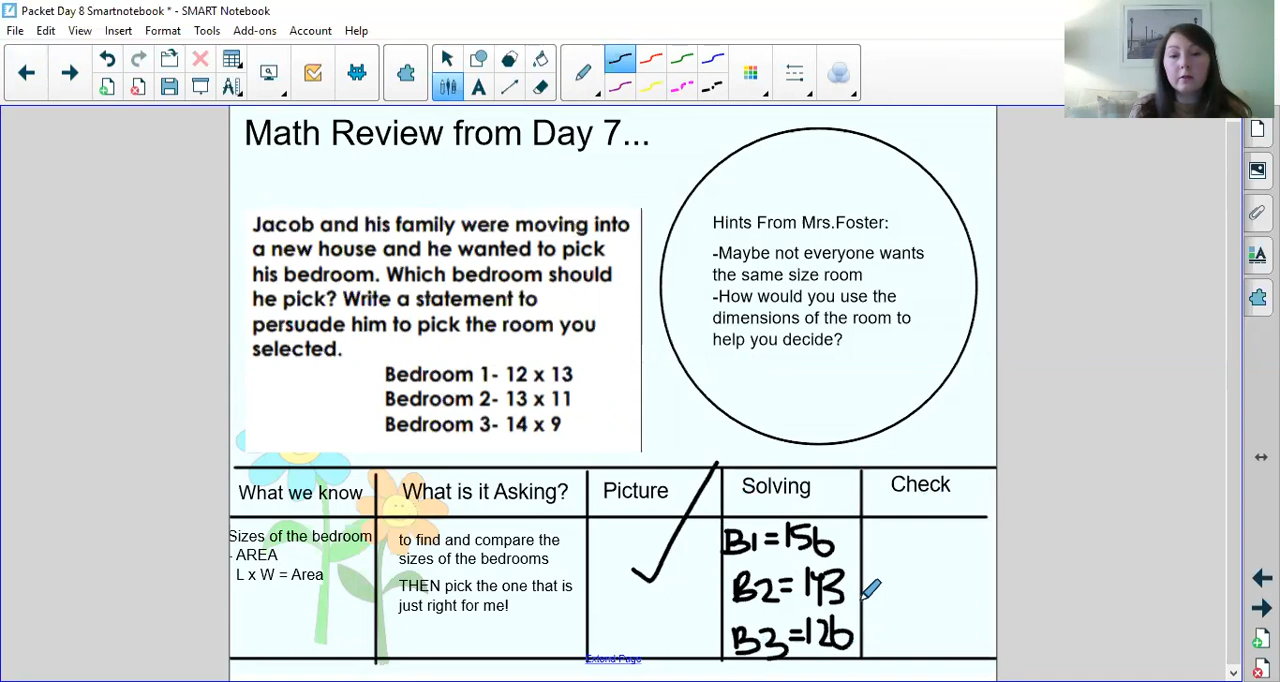 Packet Day 8 Smartnotebook * - SMART Notebook
File Edit View Insert Format Tools Add-ons Account Help
Math Review from Day 7...
Jacob and his family were moving into
a new house and he wanted to pick
his bedroom. Which bedroom should
he pick? Write a statement to
persuade him to pick the room you
selected.
Bedroom 1- 12 x 13
Bedroom 2- 13 x 11
Bedroom 3- 14 x 9
Hints From Mrs.Foster:
-Maybe not everyone wants
the same size room
-How would you use the
dimensions of the room to
help you decide?
What we know
Sizes of the bedroom
- AREA
L x W = Area
What is it Asking?
to find and compare the
sizes of the bedrooms
THEN pick the one that is
just right for me!
Picture
Solving
B1=156
B2=143
B3=126
Check
Extend Page